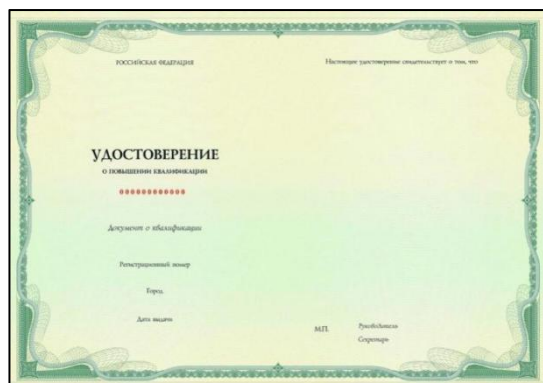 РОССИЙСКАЯ ФЕДЕРАЦИЯ
УДОСТОВЕРЕНИЕ
О ПОВЫШЕНИИ КВАЛИФИКАЦИИ
000000000000
Документ о квалификации
Регистрационный номер
Город
Дата выдачи
Настоящее удостоверение свидетельствует о том, что
М.П.
Руководитель
Секретарь